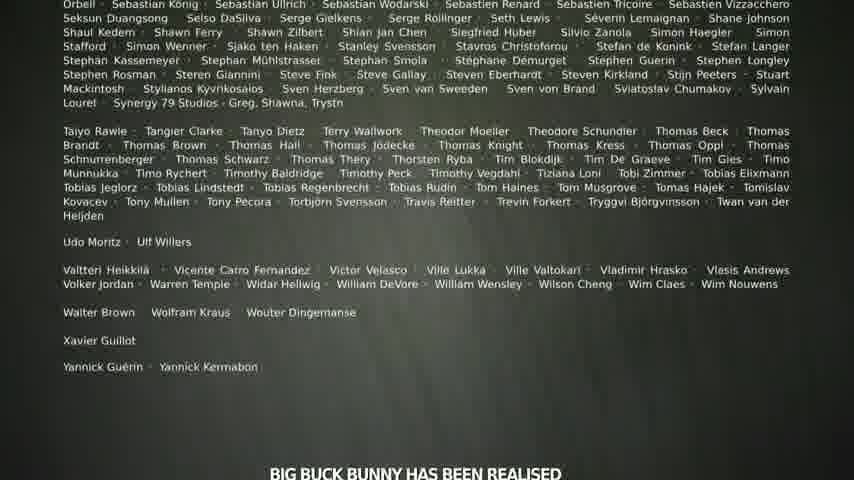 Orbell · Sebastian König · Sebastian Ullrich · Sebastian Wodarski · Sebastien Renard · Sebastien Tricoire · Sebastien Vizzacchero
Seksun Duangsong · Selso DaSilva · Serge Gielkens · Serge Röllinger · Seth Lewis · Séverin Lemaignan · Shane Johnson
Shaul Kedem · Shawn Ferry · Shawn Zilbert · Shian Jan Chen · Siegfried Huber · Silvio Zanola · Simon Haegler · Simon
Stafford · Simon Wenner · Sjako ten Haken · Stanley Svensson · Stavros Christoforou · Stefan de Konink · Stefan Langer
Stephan Kassemeyer · Stephan Mühlstrasser · Stephan Smola · Stéphane Démurget · Stephen Guerin · Stephen Longley
Stephen Rosman · Steren Giannini · Steve Fink · Steve Gallay · Steven Eberhardt · Steven Kirkland · Stijn Peeters · Stuart
Mackintosh · Stylianos Kyvrikosaios · Sven Herzberg · Sven van Sweeden · Sven von Brand · Sviatoslav Chumakov · Sylvain
Lourel · Synergy 79 Studios - Greg, Shawna, Trystn
Taiyo Rawle · Tangier Clarke · Tanyo Dietz · Terry Wallwork · Theodor Moeller · Theodore Schundler · Thomas Beck · Thomas
Brandt · Thomas Brown · Thomas Hall · Thomas Jödecke · Thomas Knight · Thomas Kress · Thomas Oppl · Thomas
Schnurrenberger · Thomas Schwarz · Thomas Thery · Thorsten Ryba · Tim Blokdijk · Tim De Graeve · Tim Gies · Timo
Munnukka · Timo Rychert · Timothy Baldridge · Timothy Peck · Timothy Vegdahl · Tiziana Loni · Tobi Zimmer · Tobias Elixmann
Tobias Jeglorz · Tobias Lindstedt · Tobias Regenbrecht · Tobias Rudin · Tom Haines · Tom Musgrove · Tomas Hajek · Tomislav
Kovacev · Tony Mullen · Tony Pecora · Torbjörn Svensson · Travis Reitter · Trevin Forkert · Tryggvi Björgvinsson · Twan van der
Heijden
Udo Moritz · Ulf Willers
Valtteri Heikkilä · Vicente Carro Fernandez · Victor Velasco · Ville Lukka · Ville Valtokari · Vladimir Hrasko · Vlasis Andrews
Volker Jordan · Warren Temple · Widar Hellwig · William DeVore · William Wensley · Wilson Cheng · Wim Claes · Wim Nouwens
Walter Brown · Wolfram Kraus · Wouter Dingemanse
Xavier Guillot
Yannick Guérin · Yannick Kermabon
BIG BUCK BUNNY HAS BEEN REALISED